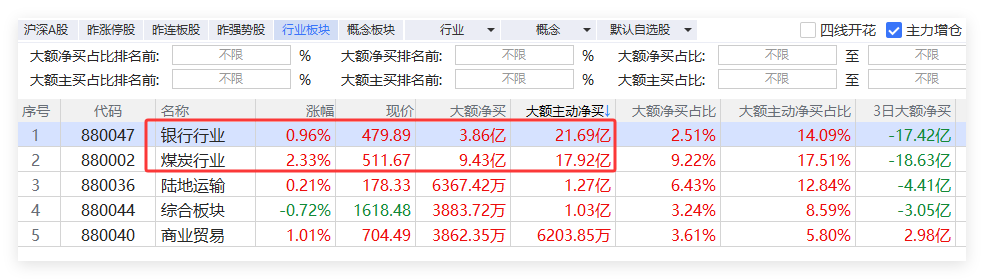 沪深A股 昨涨停股 昨连板股 昨强势股 行业板块 概念板块 行业 概念 默认自选股 四线开花 主力增仓
大额净买占比排名前: 不限 % 大额净买排名前: 不限 % 大额净买占比: 不限 至 不限
大额主买占比排名前: 不限 % 大额主买排名前: 不限 % 大额主买占比: 不限 至 不限
序号 代码 名称 涨幅 现价 大额净买 大额主动净买↓ 大额净买占比 大额主动净买占比 3日大额净买
1 880047 银行行业 0.96% 479.89 3.86亿 21.69亿 2.51% 14.09% -17.42亿
2 880002 煤炭行业 2.33% 511.67 9.43亿 17.92亿 9.22% 17.51% -18.63亿
3 880036 陆地运输 0.21% 178.33 6367.42万 1.27亿 6.43% 12.84% -4.41亿
4 880044 综合板块 -0.72% 1618.48 3883.72万 1.03亿 3.24% 8.59% -3.05亿
5 880040 商业贸易 1.01% 704.49 3862.35万 6203.85万 3.61% 5.80% 2.98亿